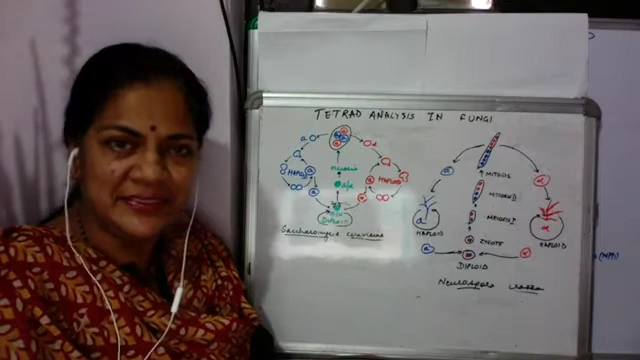 TETRAD ANALYSIS IN FUNGI
a
α
HAPLOID
HAPLOID
meiosis
a/α
DIPLOID
Saccharomyces cerevisiae
MITOSIS
MEIOSIS II
MEIOSIS I
ZYGOTE
DIPLOID
a
α
HAPLOID
HAPLOID
Neurospora crassa